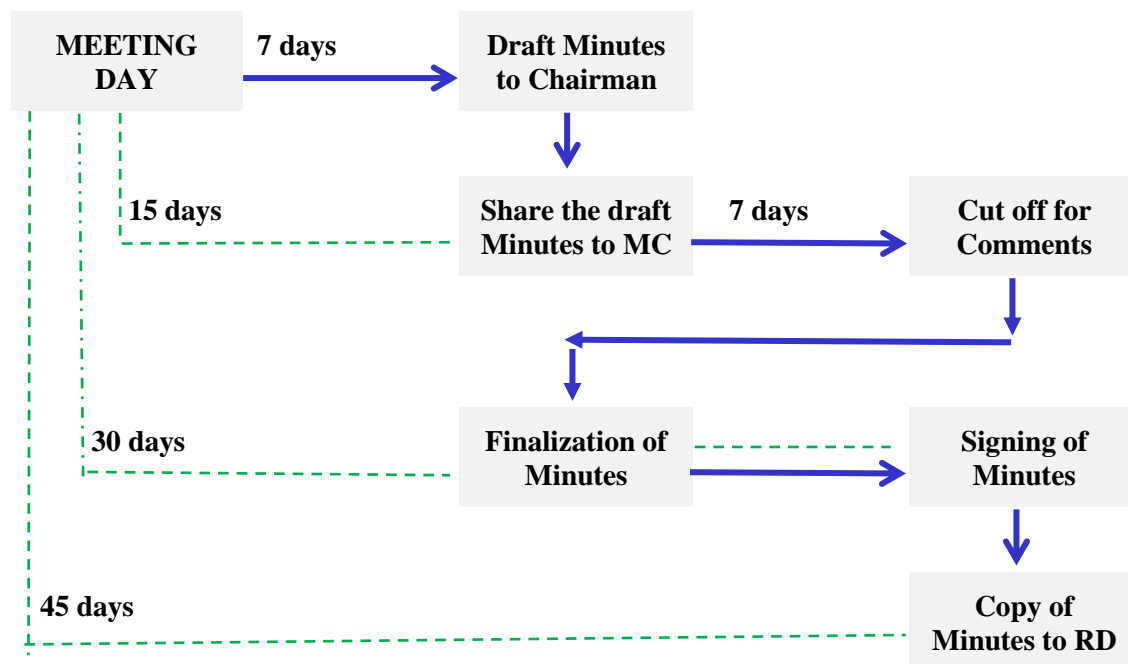 MEETING
DAY
7 days
Draft Minutes
to Chairman
15 days
Share the draft
Minutes to MC
7 days
Cut off for
Comments
30 days
Finalization of
Minutes
Signing of
Minutes
45 days
Copy of
Minutes to RD